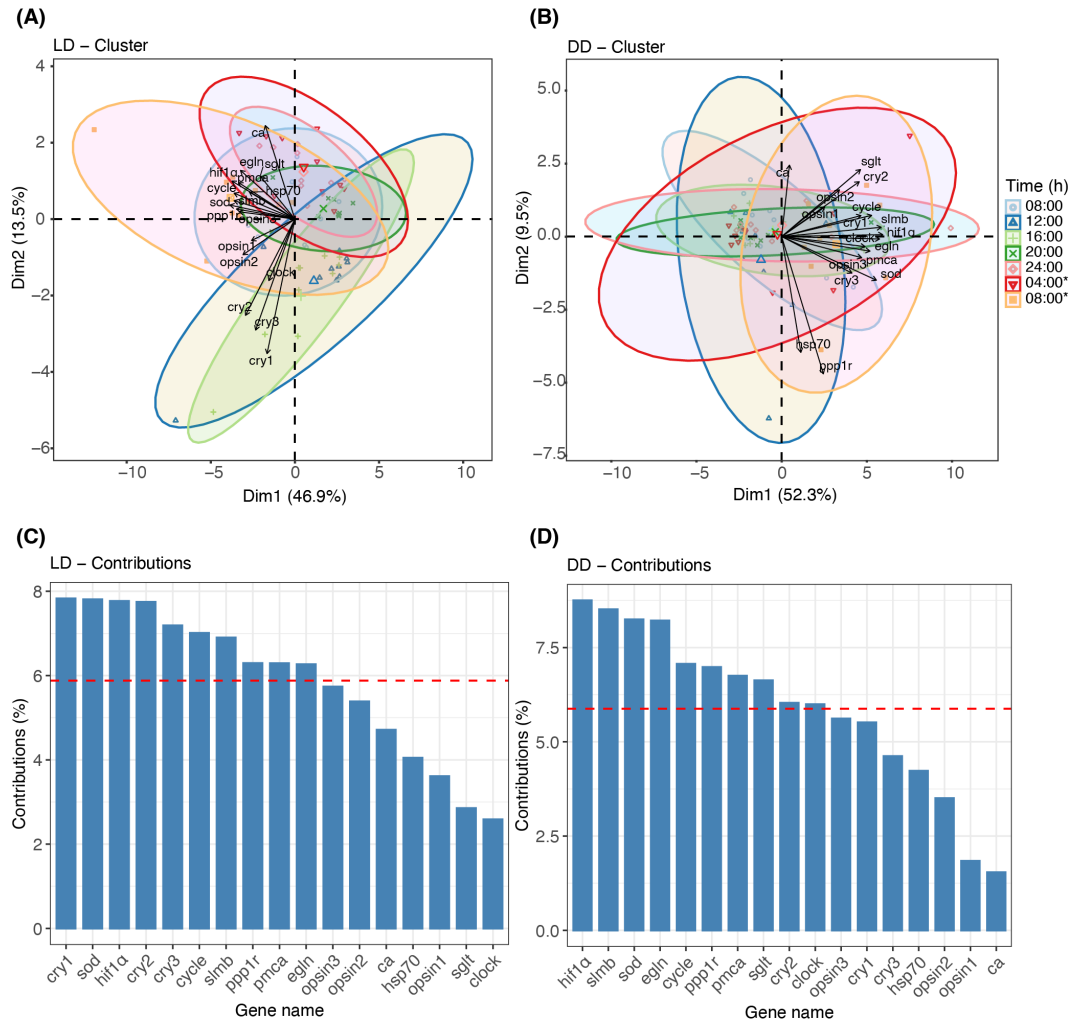 (A)
LD – Cluster
4
2
0
−2
−4
−6
Dim2 (13.5%)
−10
−5
0
5
10
Dim1 (46.9%)
ca
egln
sglt
hif1α
pmca
cycle
hsp70
sod
slmb
ppp1r
opsin3
opsin1
opsin2
clock
cry2
cry3
cry1
(B)
DD – Cluster
5.0
2.5
0.0
−2.5
−5.0
−7.5
Dim2 (9.5%)
−10
−5
0
5
10
Dim1 (52.3%)
ca
sglt
cry2
opsin2
cycle
opsin1
cry1
slmb
hif1α
clock
egln
pmca
opsin3
sod
cry3
hsp70
ppp1r
Time (h)
08:00
12:00
16:00
20:00
24:00
04:00*
08:00*
(C)
LD – Contributions
8
6
4
2
0
Contributions (%)
cry1
sod
hif1α
cry2
cry3
cycle
slmb
ppp1r
pmca
egln
opsin3
opsin2
ca
hsp70
opsin1
sglt
clock
Gene name
(D)
DD – Contributions
7.5
5.0
2.5
0.0
Contributions (%)
hif1α
slmb
sod
egln
cycle
ppp1r
pmca
sglt
cry2
clock
opsin3
cry1
cry3
hsp70
opsin2
opsin1
ca
Gene name